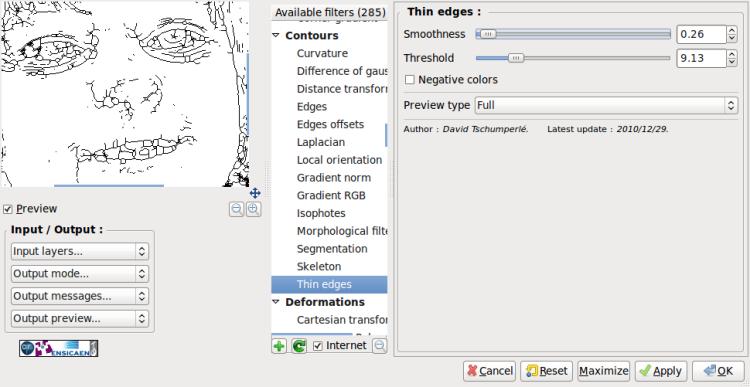 Preview
Input / Output :
Input layers...
Output mode...
Output messages...
Output preview...
ENSICAEN
Available filters (285)
Contours
Curvature
Difference of gaus
Distance transfor
Edges
Edges offsets
Laplacian
Local orientation
Gradient norm
Gradient RGB
Isophotes
Morphological filte
Segmentation
Skeleton
Thin edges
Deformations
Cartesian transfor
Internet
Thin edges :
Smoothness 0.26
Threshold 9.13
Negative colors
Preview type Full
Author : David Tschumperlé. Latest update : 2010/12/29.
Cancel Reset Maximize Apply OK